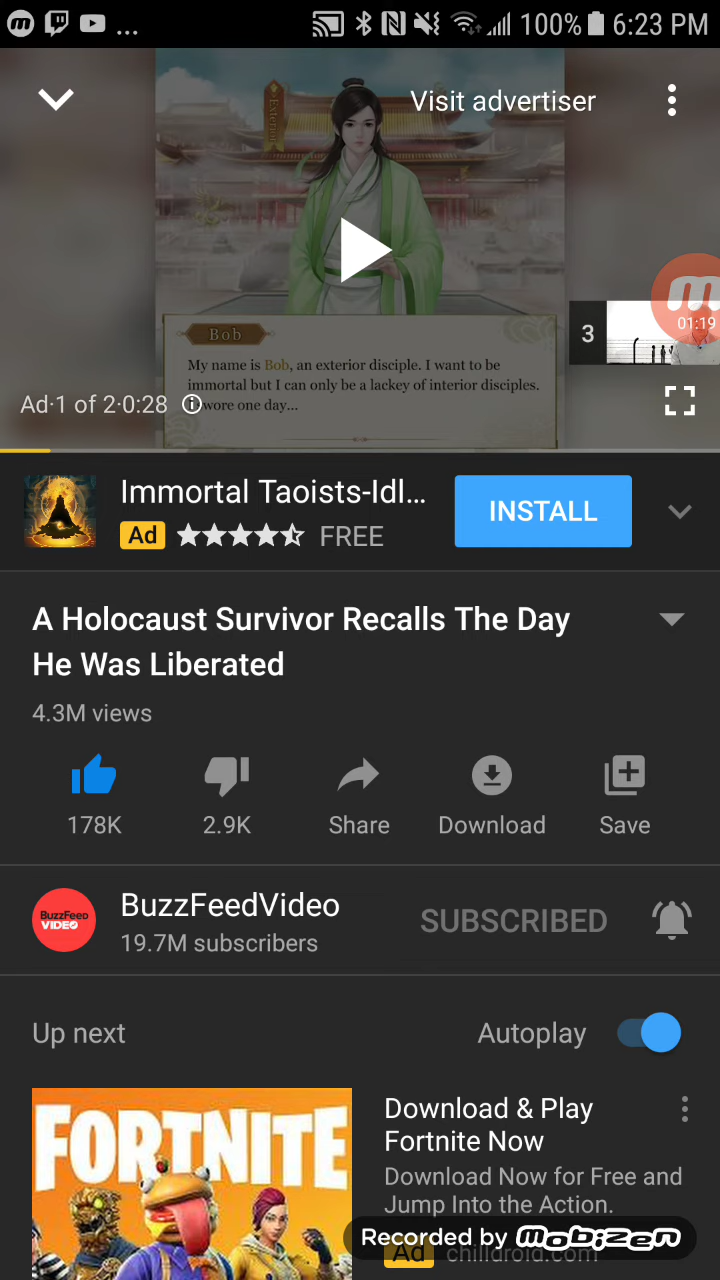 ... 100% 6:23 PM
Visit advertiser
Exterior
Bob
My name is Bob, an exterior disciple. I want to be
immortal but I can only be a lackey of interior disciples.
wore one day...
3
01:19
Ad·1 of 2·0:28
Immortal Taoists-Idl...
Ad FREE
INSTALL
A Holocaust Survivor Recalls The Day
He Was Liberated
4.3M views
178K 2.9K Share Download Save
BuzzFeed
VIDEO
BuzzFeedVideo
19.7M subscribers
SUBSCRIBED
Up next Autoplay
FORTNITE
Download & Play
Fortnite Now
Download Now for Free and
Jump Into the Action.
Recorded by mobizen
Ad chilldroid.com